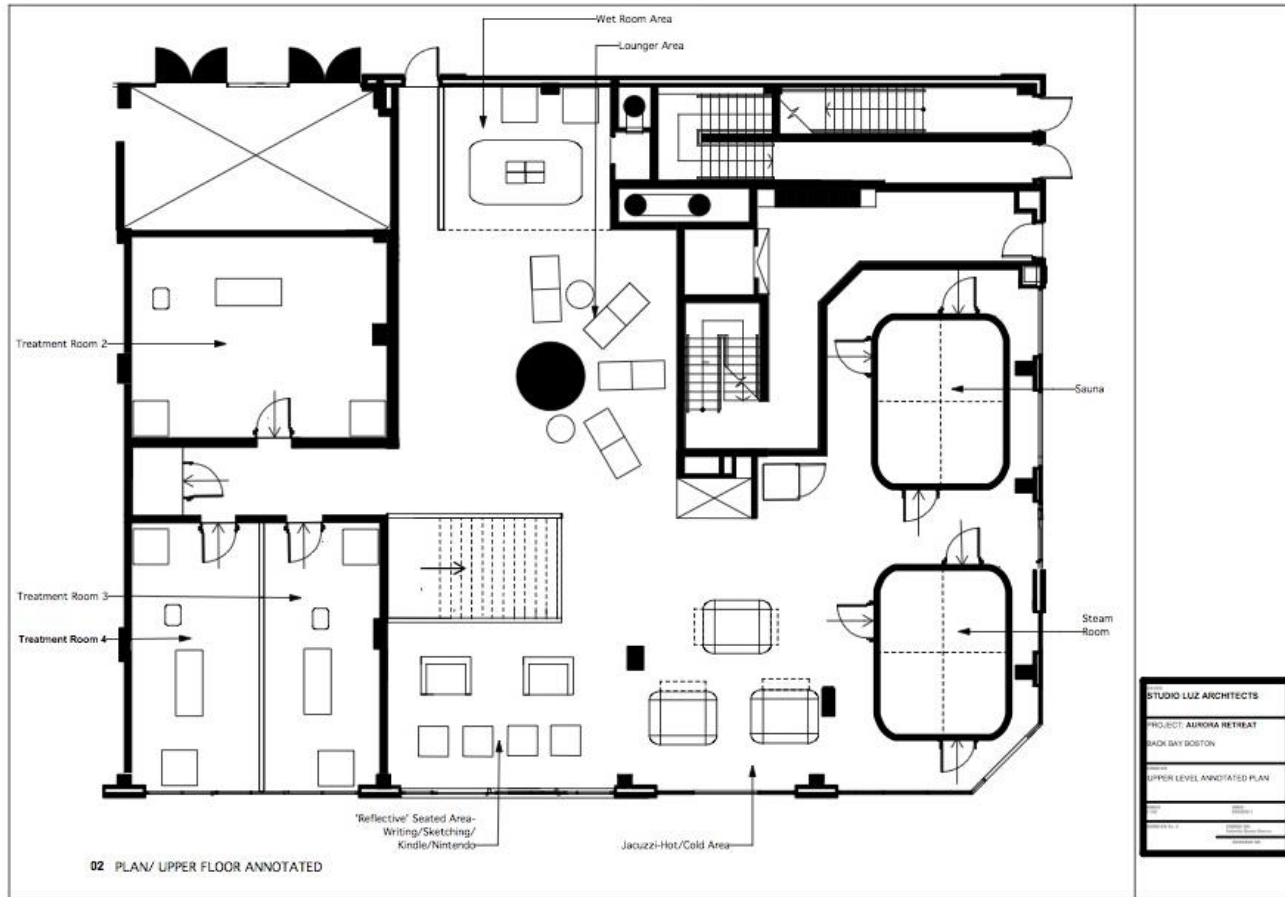 Wet Room Area
Lounger Area
Treatment Room 2
Sauna
Treatment Room 3
Treatment Room 4
Steam
Room
'Reflective' Seated Area-
Writing/Sketching/
Kindle/Nintendo
Jacuzzi-Hot/Cold Area
02 PLAN/ UPPER FLOOR ANNOTATED
STUDIO LUZ ARCHITECTS
PROJECT: AURORA RETREAT
BACK BAY BOSTON
UPPER LEVEL ANNOTATED PLAN